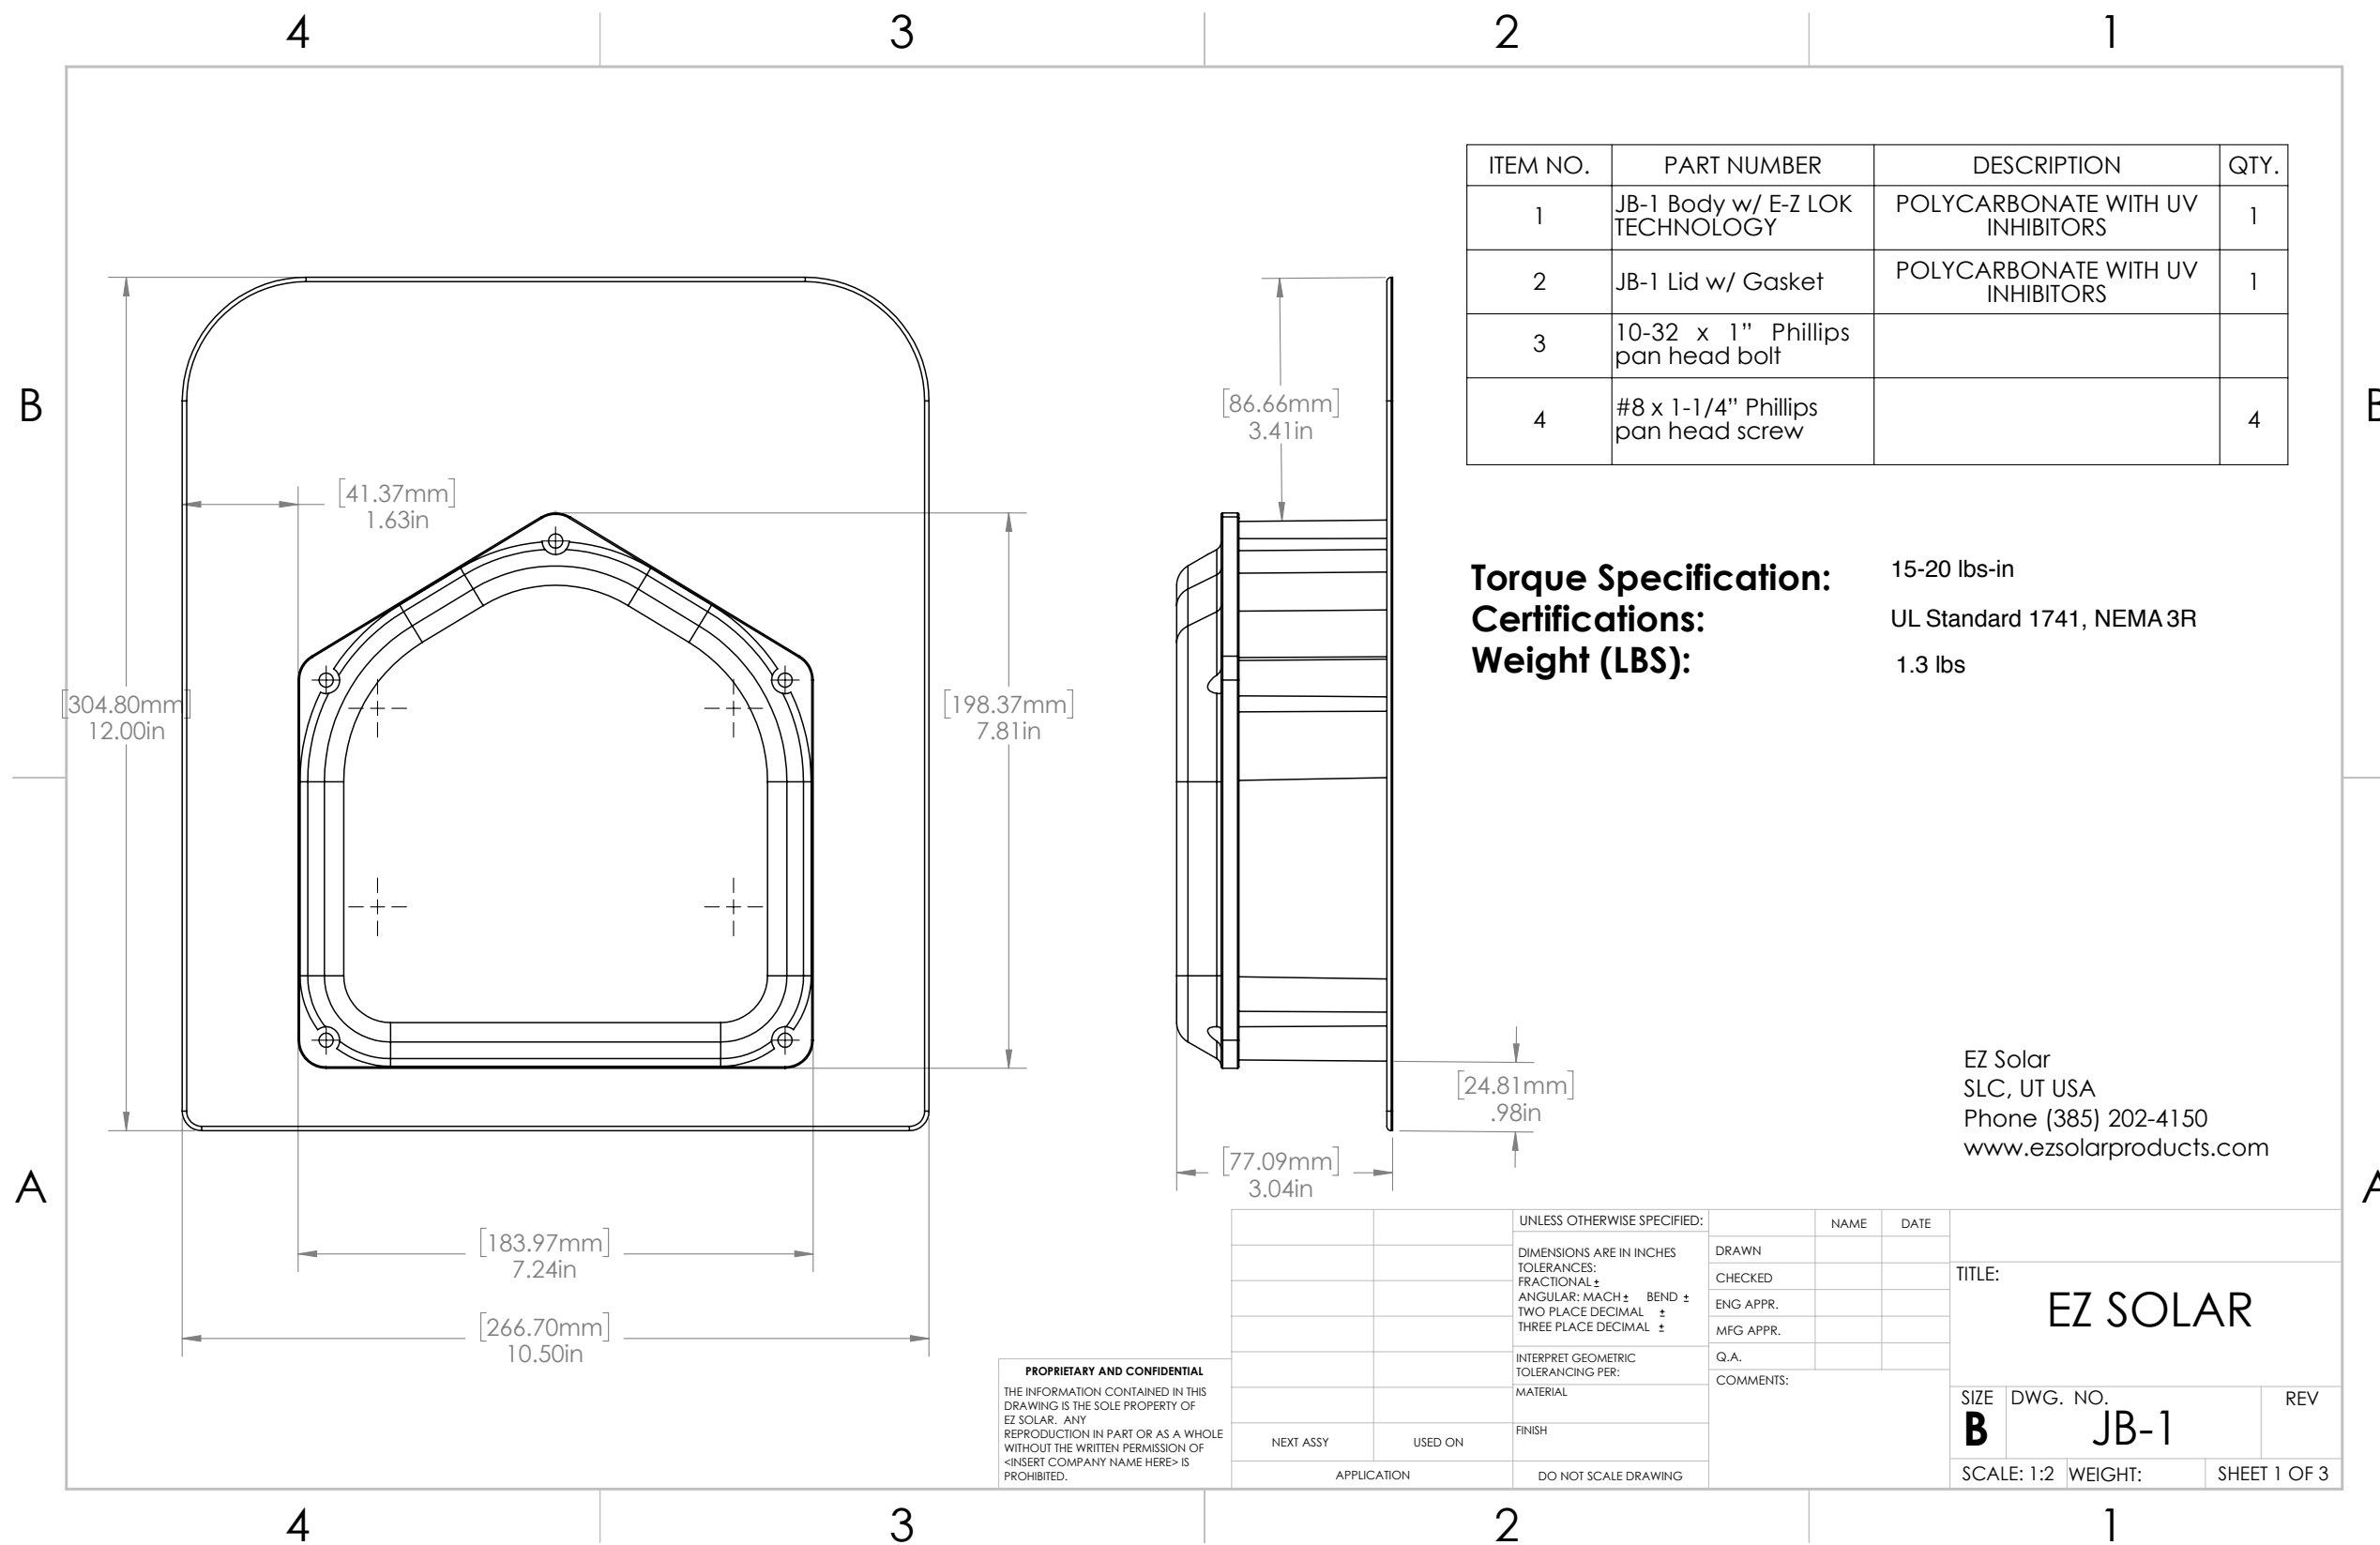 4 3 2 1
ITEM NO. PART NUMBER DESCRIPTION QTY.
1 JB-1 Body w/ E-Z LOK TECHNOLOGY POLYCARBONATE WITH UV INHIBITORS 1
2 JB-1 Lid w/ Gasket POLYCARBONATE WITH UV INHIBITORS 1
3 10-32 x 1” Phillips pan head bolt
4 #8 x 1-1/4” Phillips pan head screw 4
B B
[86.66mm]
3.41in
[41.37mm]
1.63in
Torque Specification: 15-20 lbs-in
Certifications: UL Standard 1741, NEMA 3R
Weight (LBS): 1.3 lbs
[304.80mm]
12.00in
[198.37mm]
7.81in
[24.81mm]
.98in
[77.09mm]
3.04in
EZ Solar
SLC, UT USA
Phone (385) 202-4150
www.ezsolarproducts.com
A A
[183.97mm]
7.24in
[266.70mm]
10.50in
PROPRIETARY AND CONFIDENTIAL
THE INFORMATION CONTAINED IN THIS
DRAWING IS THE SOLE PROPERTY OF
EZ SOLAR. ANY
REPRODUCTION IN PART OR AS A WHOLE
WITHOUT THE WRITTEN PERMISSION OF
<INSERT COMPANY NAME HERE> IS
PROHIBITED.
NEXT ASSY USED ON
APPLICATION
UNLESS OTHERWISE SPECIFIED:
DIMENSIONS ARE IN INCHES
TOLERANCES:
FRACTIONAL ±
ANGULAR: MACH ± BEND ±
TWO PLACE DECIMAL ±
THREE PLACE DECIMAL ±
INTERPRET GEOMETRIC
TOLERANCING PER:
MATERIAL
FINISH
DO NOT SCALE DRAWING
NAME DATE
DRAWN
CHECKED
ENG APPR.
MFG APPR.
Q.A.
COMMENTS:
TITLE:
EZ SOLAR
SIZE DWG. NO. REV
B JB-1
SCALE: 1:2 WEIGHT: SHEET 1 OF 3
4 3 2 1